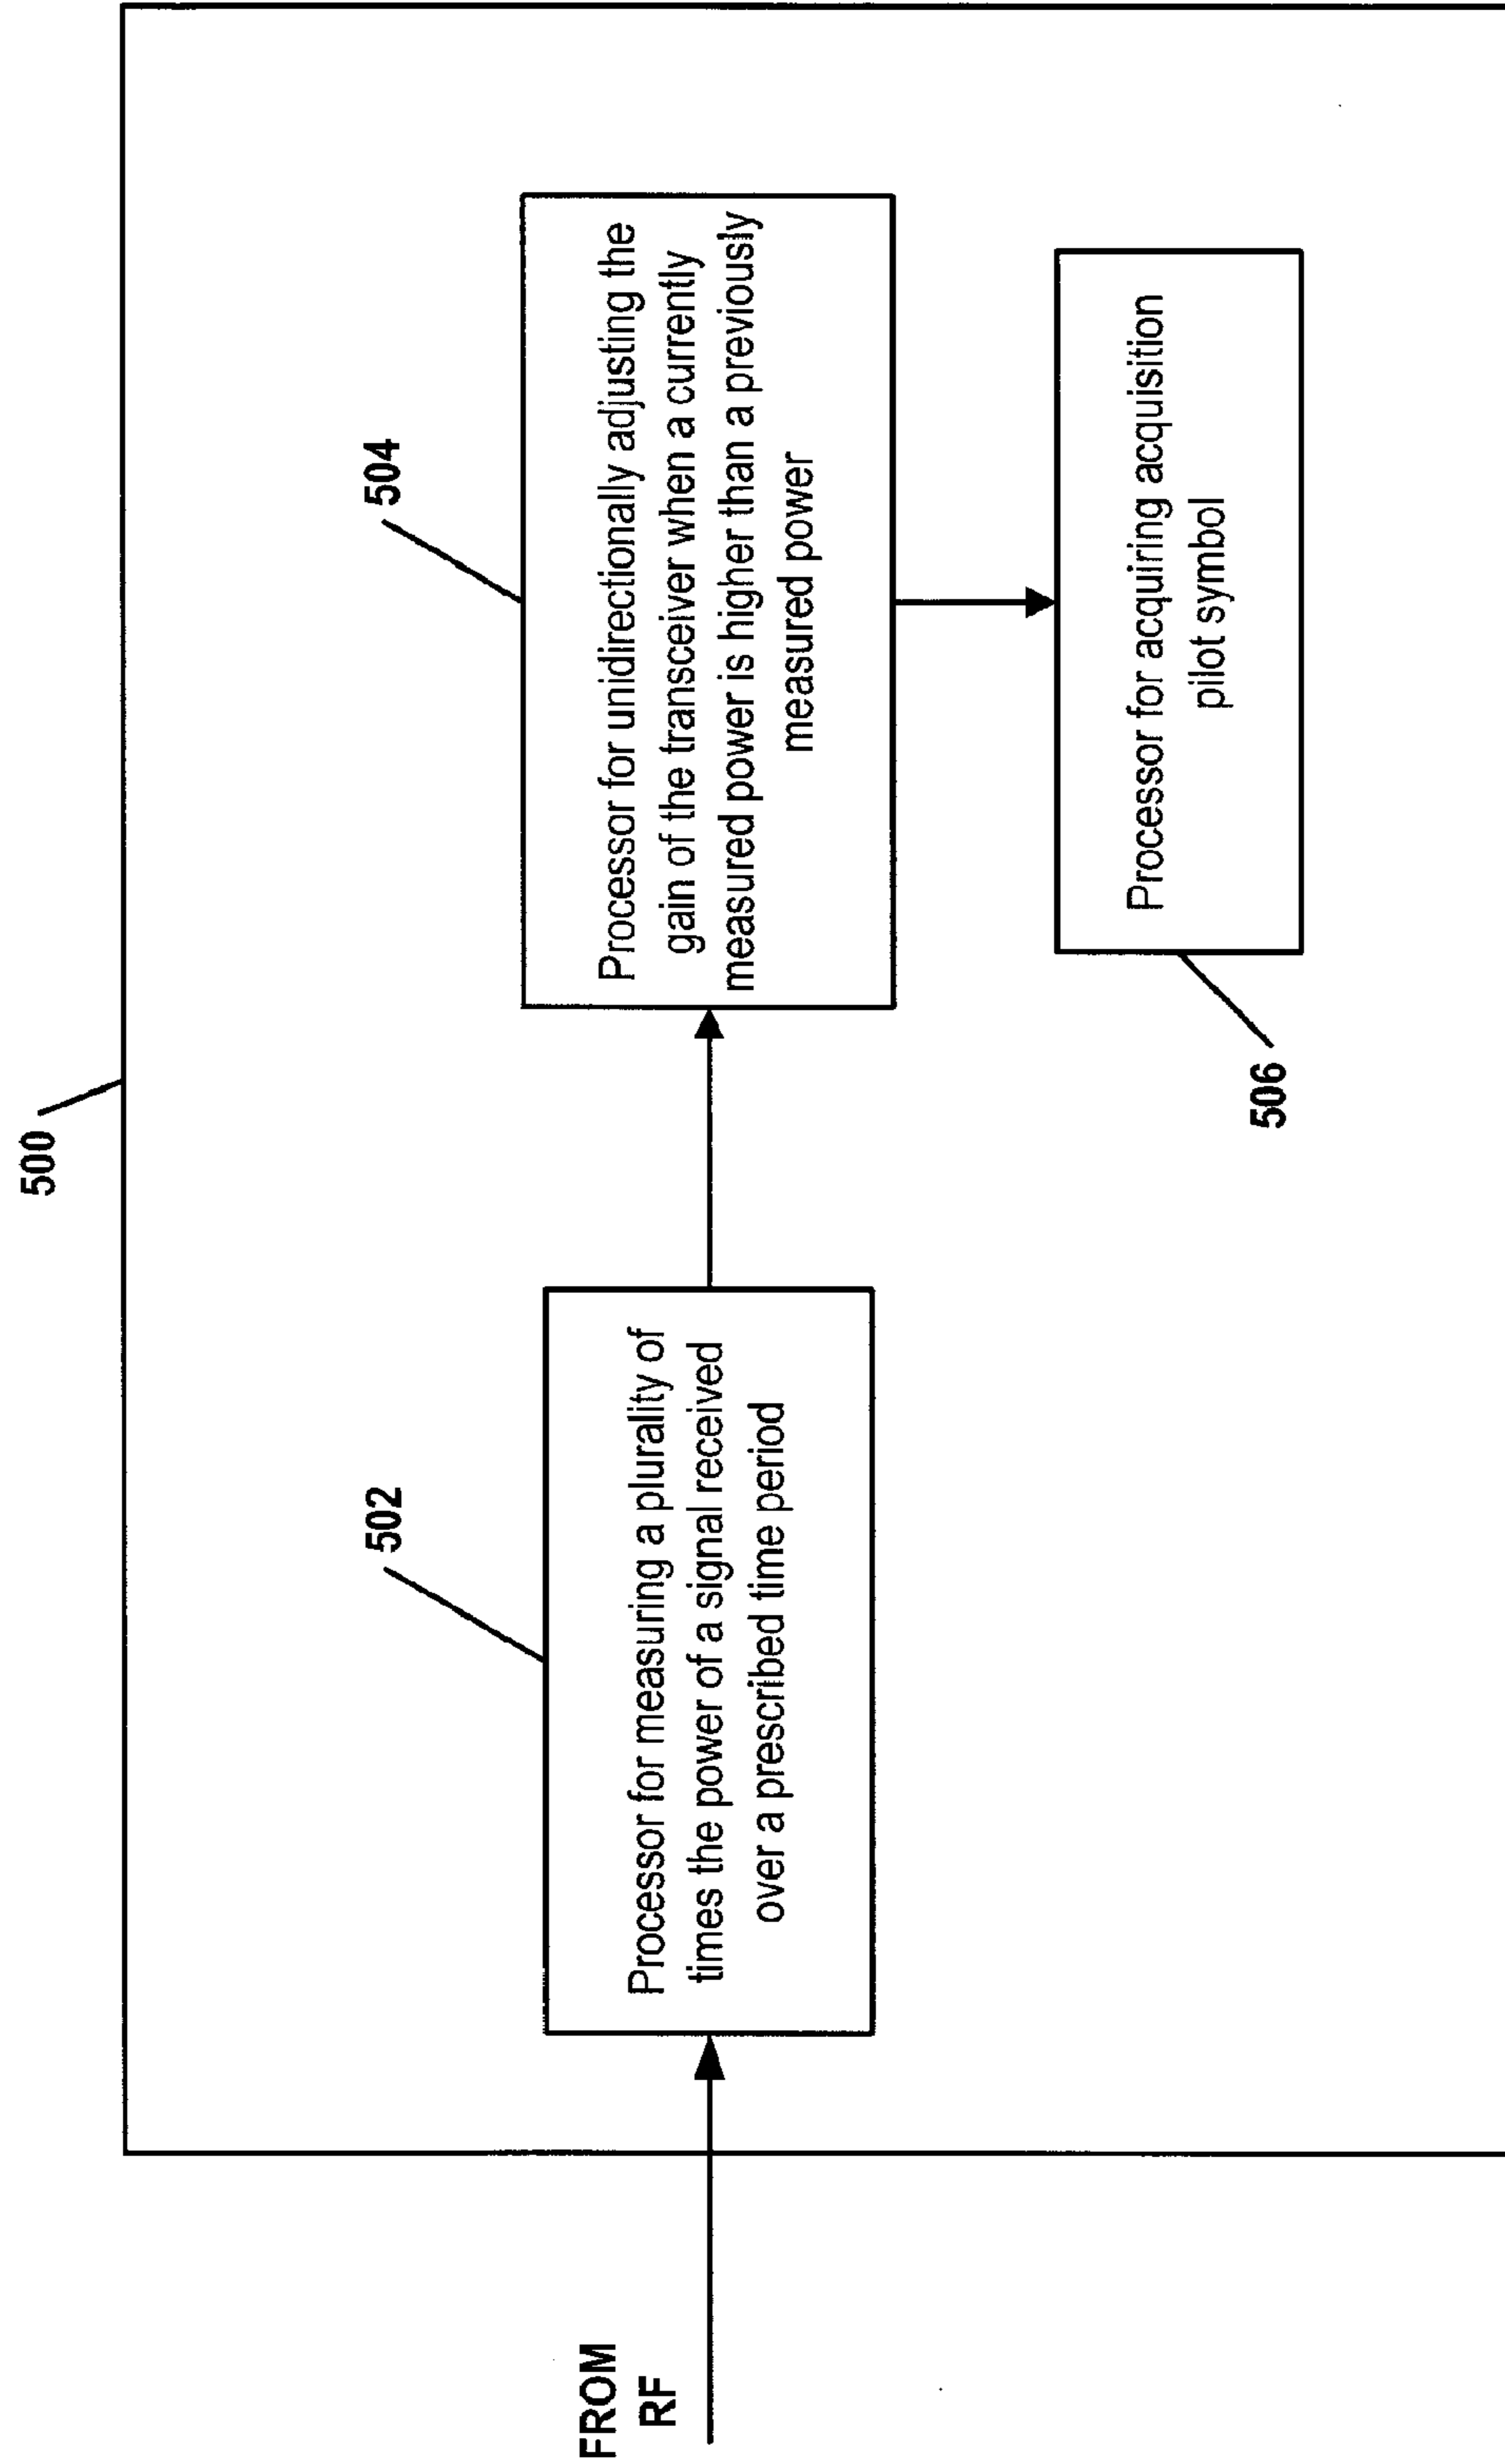 500
FROM
RF
502
Processor for measuring a plurality of
times the power of a signal received
over a prescribed time period
504
Processor for unidirectionally adjusting the
gain of the transceiver when a currently
measured power is higher than a previously
measured power
506
Processor for acquiring acquisition
pilot symbol